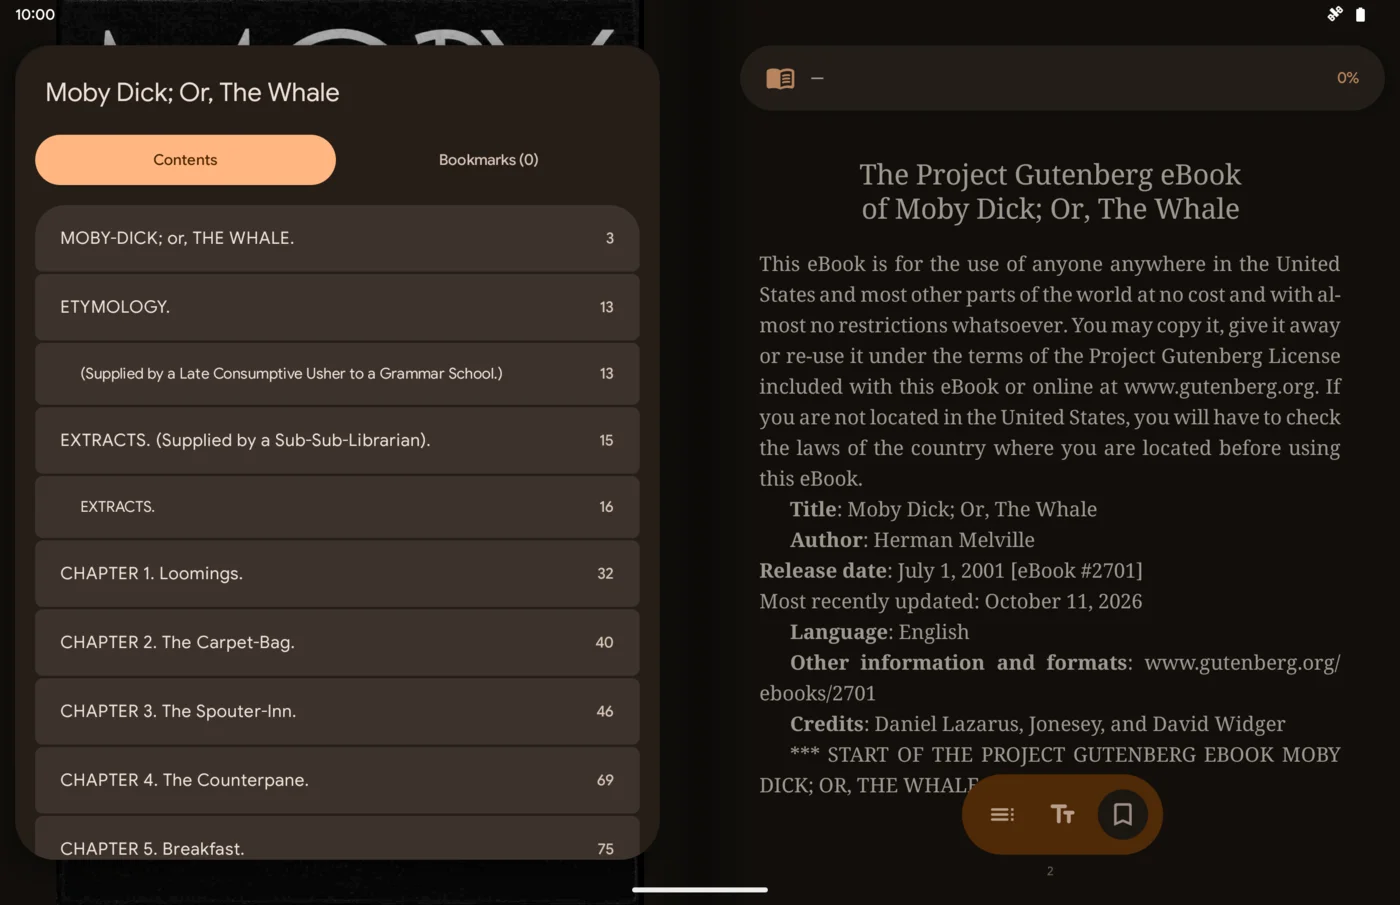 10:00
Moby Dick; Or, The Whale
Contents
Bookmarks (0)
MOBY-DICK; or, THE WHALE. 3
ETYMOLOGY. 13
(Supplied by a Late Consumptive Usher to a Grammar School.) 13
EXTRACTS. (Supplied by a Sub-Sub-Librarian). 15
EXTRACTS. 16
CHAPTER 1. Loomings. 32
CHAPTER 2. The Carpet-Bag. 40
CHAPTER 3. The Spouter-Inn. 46
CHAPTER 4. The Counterpane. 69
CHAPTER 5. Breakfast. 75
— 0%
The Project Gutenberg eBook
of Moby Dick; Or, The Whale
This eBook is for the use of anyone anywhere in the United
States and most other parts of the world at no cost and with al-
most no restrictions whatsoever. You may copy it, give it away
or re-use it under the terms of the Project Gutenberg License
included with this eBook or online at www.gutenberg.org. If
you are not located in the United States, you will have to check
the laws of the country where you are located before using
this eBook.
Title: Moby Dick; Or, The Whale
Author: Herman Melville
Release date: July 1, 2001 [eBook #2701]
Most recently updated: October 11, 2026
Language: English
Other information and formats: www.gutenberg.org/
ebooks/2701
Credits: Daniel Lazarus, Jonesey, and David Widger
*** START OF THE PROJECT GUTENBERG EBOOK MOBY
DICK; OR, THE WHALE
2